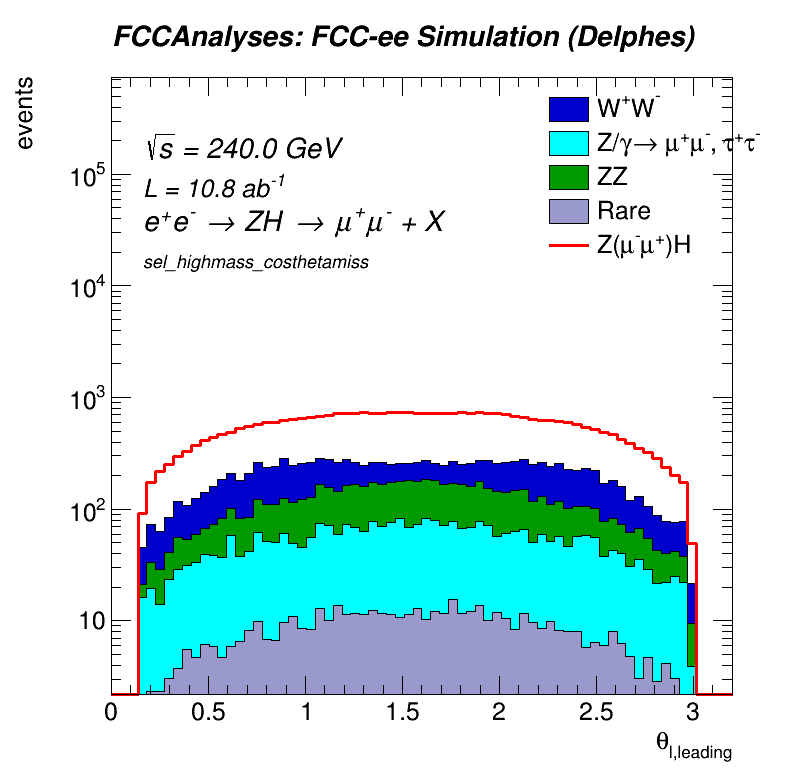 FCCAnalyses: FCC-ee Simulation (Delphes)
events
√s = 240.0 GeV
L = 10.8 ab⁻¹
e⁺e⁻ → ZH → μ⁺μ⁻ + X
sel_highmass_costhetamiss
W⁺W⁻
Z/γ→ μ⁺μ⁻, τ⁺τ⁻
ZZ
Rare
Z(μ⁻μ⁺)H
10⁵
10⁴
10³
10²
10
0 0.5 1 1.5 2 2.5 3
θl,leading